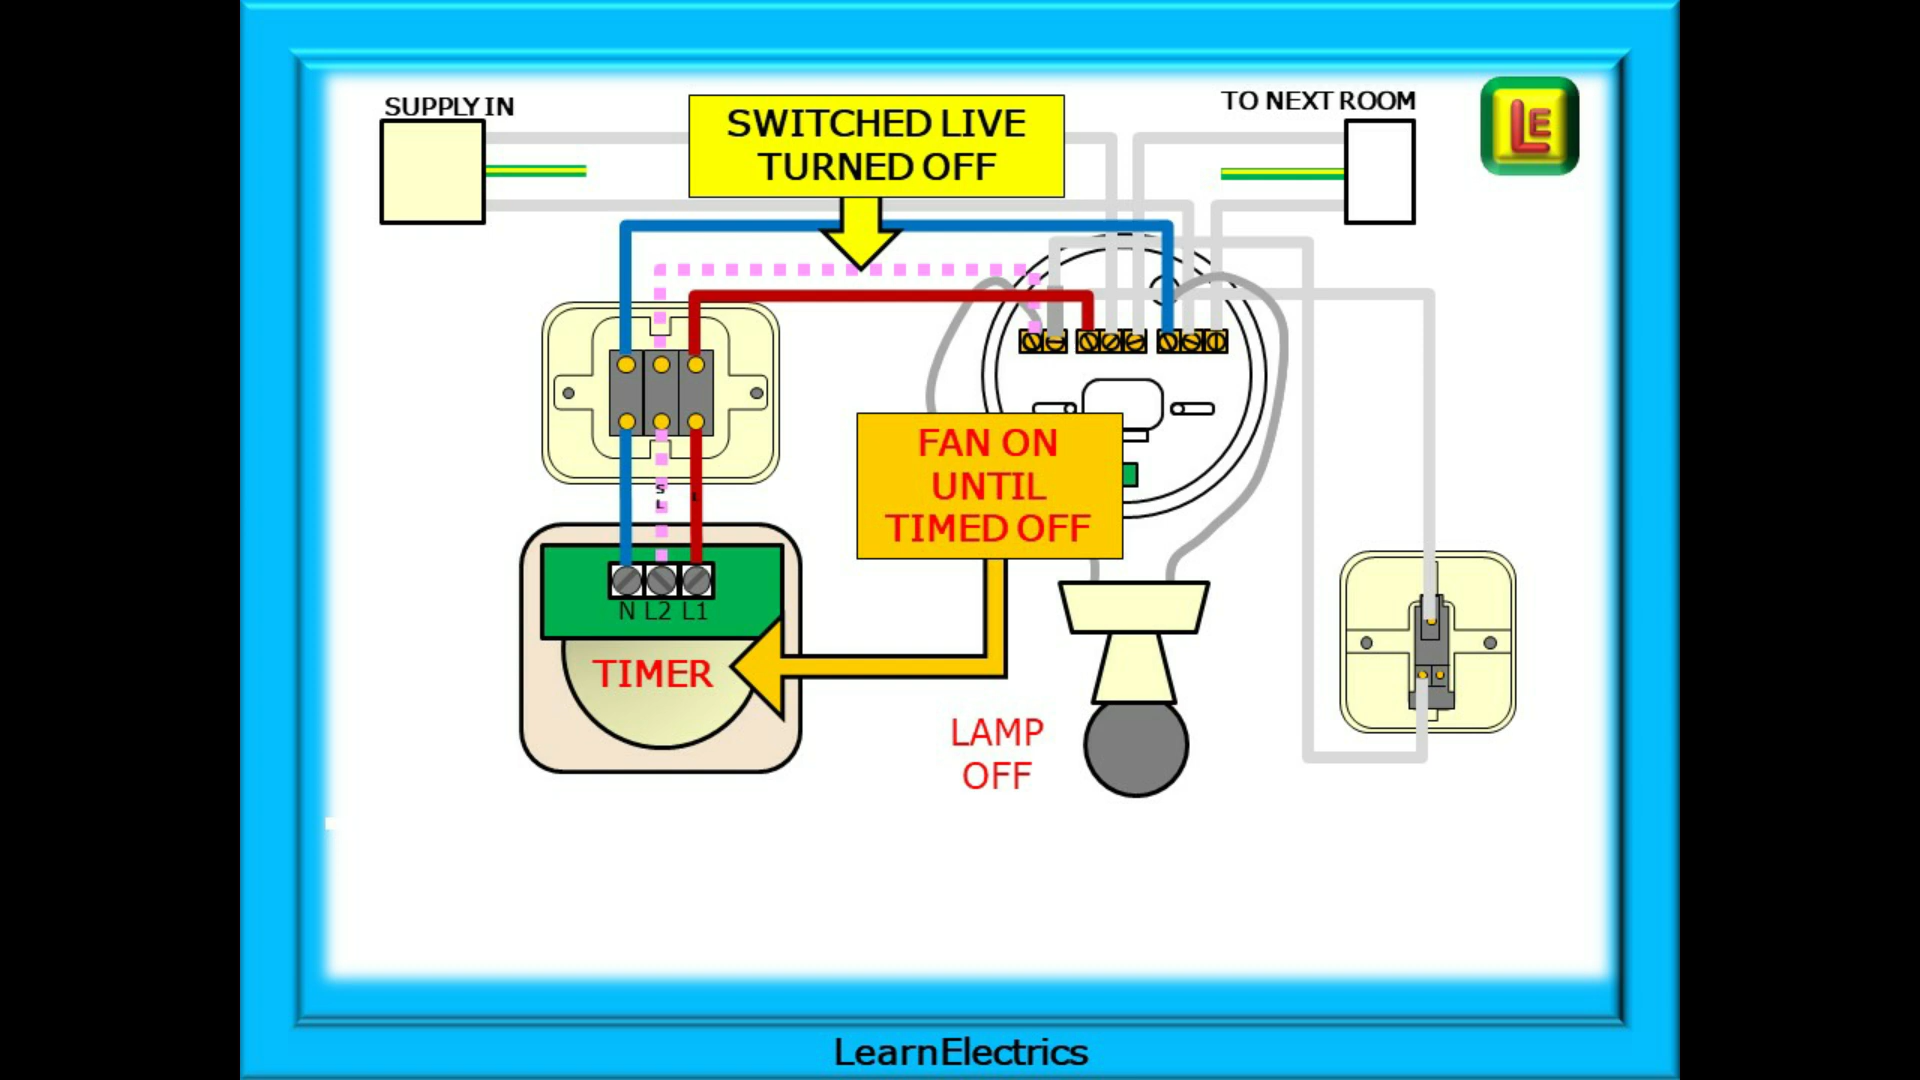 SUPPLY IN
SWITCHED LIVE
TURNED OFF
TO NEXT ROOM
LE
FAN ON
UNTIL
TIMED OFF
S
L
L
N L2 L1
TIMER
LAMP
OFF
LearnElectrics